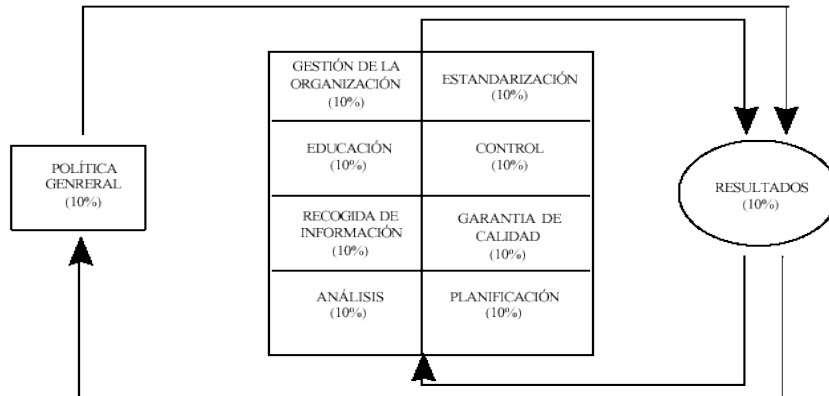 GESTIÓN DE LA
ORGANIZACIÓN
(10%)
ESTANDARIZACIÓN
(10%)
EDUCACIÓN
(10%)
CONTROL
(10%)
POLÍTICA
GENRERAL
(10%)
RESULTADOS
(10%)
RECOGIDA DE
INFORMACIÓN
(10%)
GARANTIA DE
CALIDAD
(10%)
ANÁLISIS
(10%)
PLANIFICACIÓN
(10%)